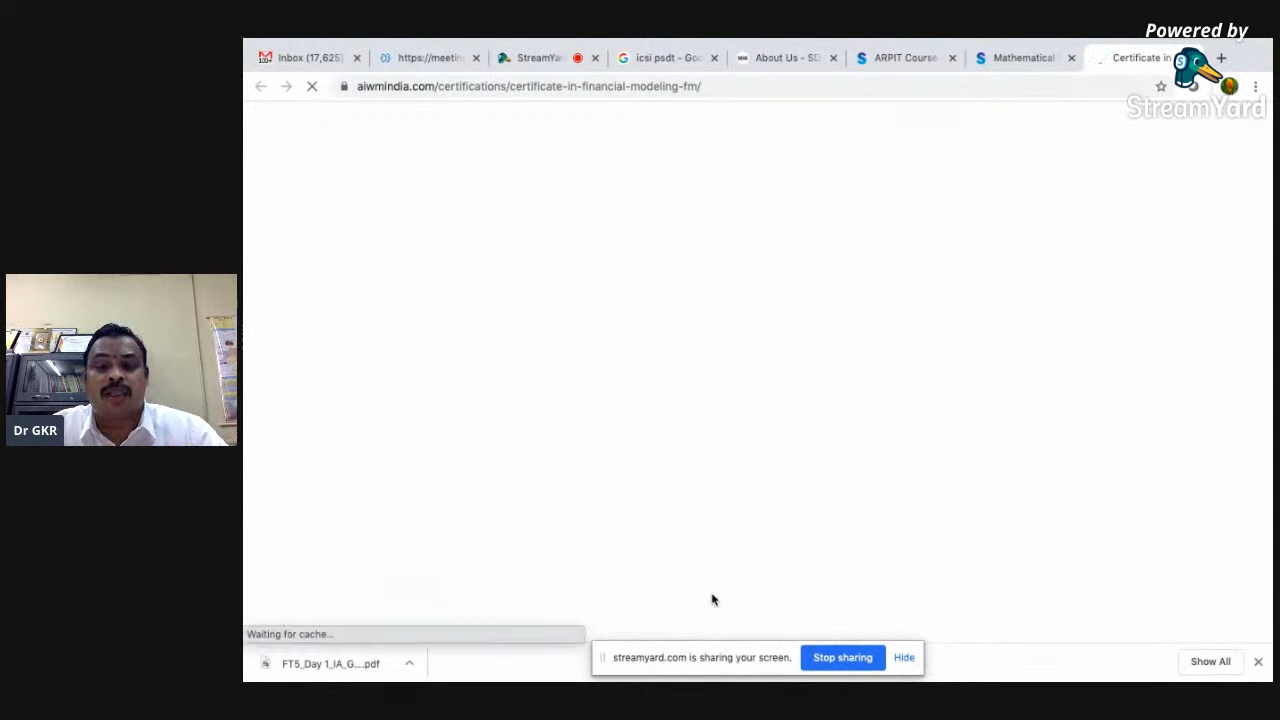 Powered by
StreamYard
Inbox (17,625)
https://meetin
StreamYar
icsi psdt - Goo
About Us - SD
ARPIT Course
Mathematical
Certificate in
aiwmindia.com/certifications/certificate-in-financial-modeling-fm/
Dr GKR
Waiting for cache...
FT5_Day 1_IA_G....pdf
streamyard.com is sharing your screen.
Stop sharing
Hide
Show All